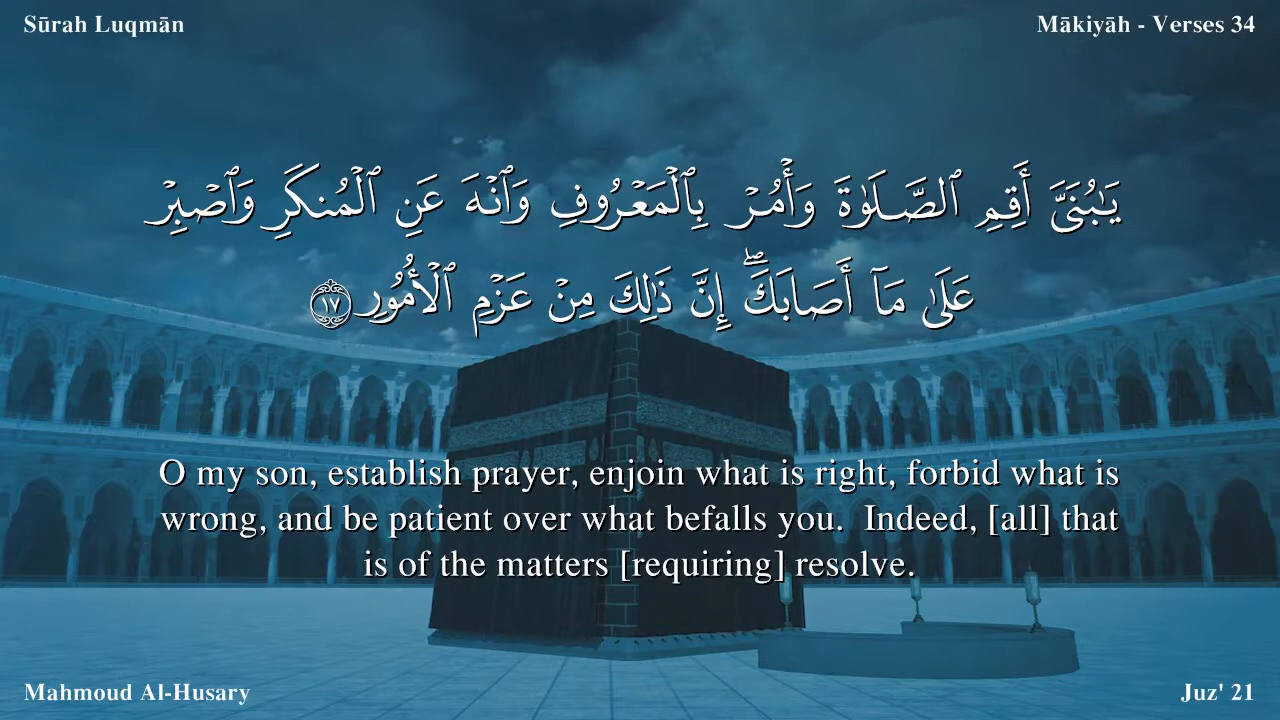 Sūrah Luqmān
Mākiyāh - Verses 34
يَـٰبُنَىَّ أَقِمِ ٱلصَّلَوٰةَ وَأْمُرْ بِٱلْمَعْرُوفِ وَٱنْهَ عَنِ ٱلْمُنكَرِ وَٱصْبِرْ
عَلَىٰ مَآ أَصَابَكَ ۖ إِنَّ ذَٰلِكَ مِنْ عَزْمِ ٱلْأُمُورِ ١٧
O my son, establish prayer, enjoin what is right, forbid what is
wrong, and be patient over what befalls you.  Indeed, [all] that
is of the matters [requiring] resolve.
Mahmoud Al-Husary
Juz' 21